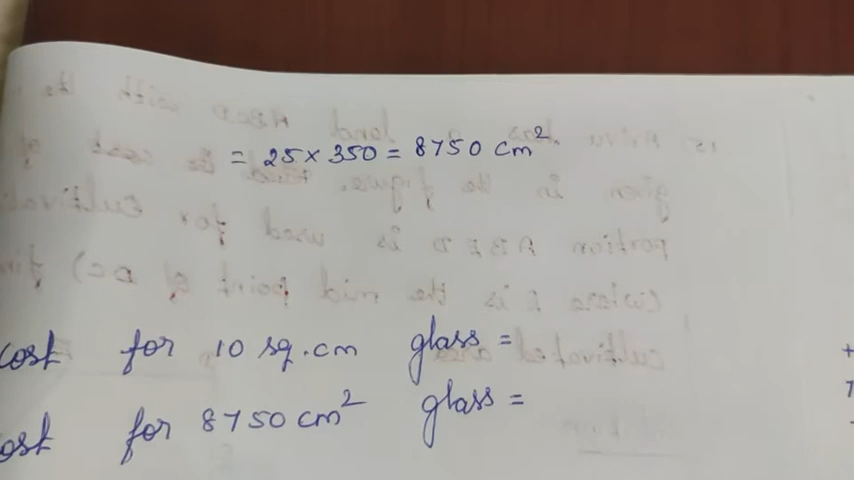 = 25 × 350 = 8750 cm².
cost for 10 sq.cm glass =
cost for 8750 cm² glass =